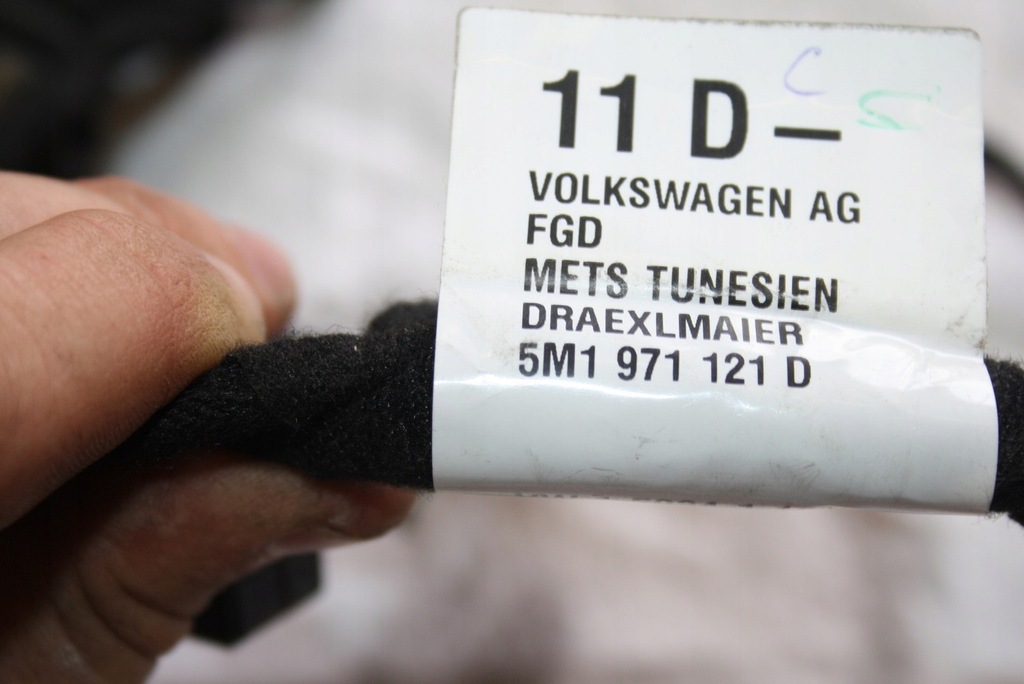 11 D –
VOLKSWAGEN AG
FGD
METS TUNESIEN
DRAEXLMAIER
5M1 971 121 D